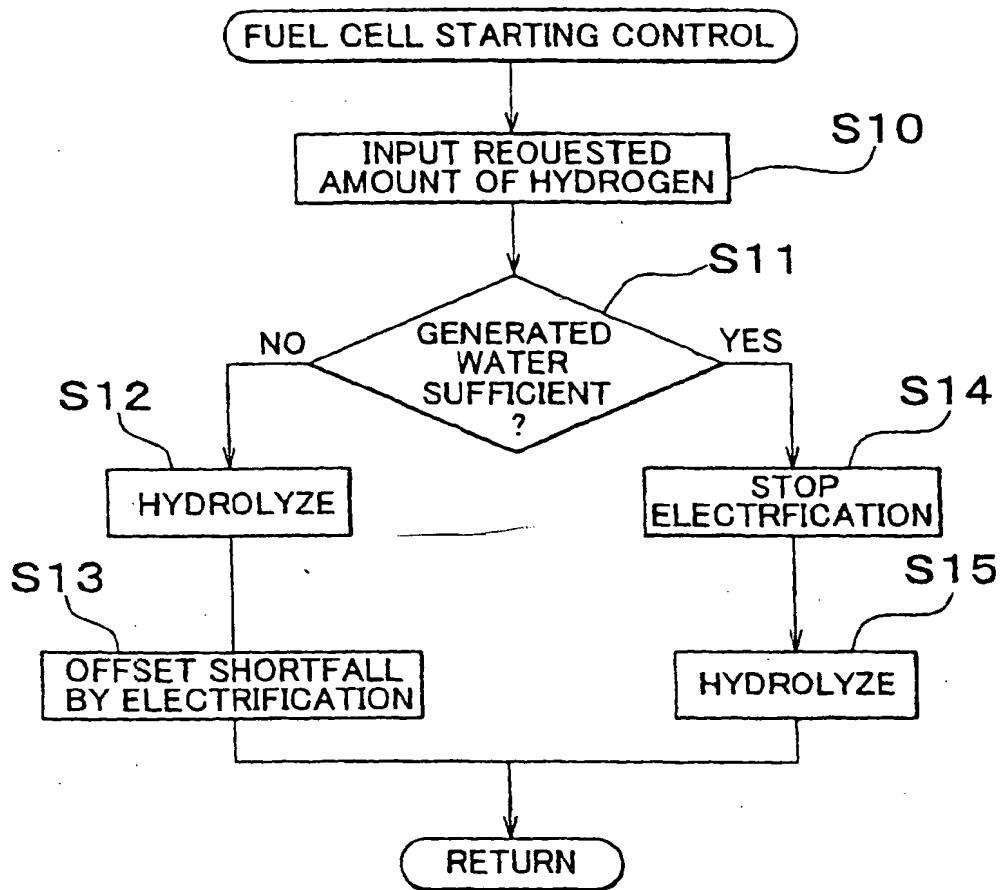 FUEL CELL STARTING CONTROL
S10
INPUT REQUESTED
AMOUNT OF HYDROGEN
S11
GENERATED
WATER
SUFFICIENT
?
NO
YES
S12
HYDROLYZE
S14
STOP
ELECTRFICATION
S13
OFFSET SHORTFALL
BY ELECTRIFICATION
S15
HYDROLYZE
RETURN